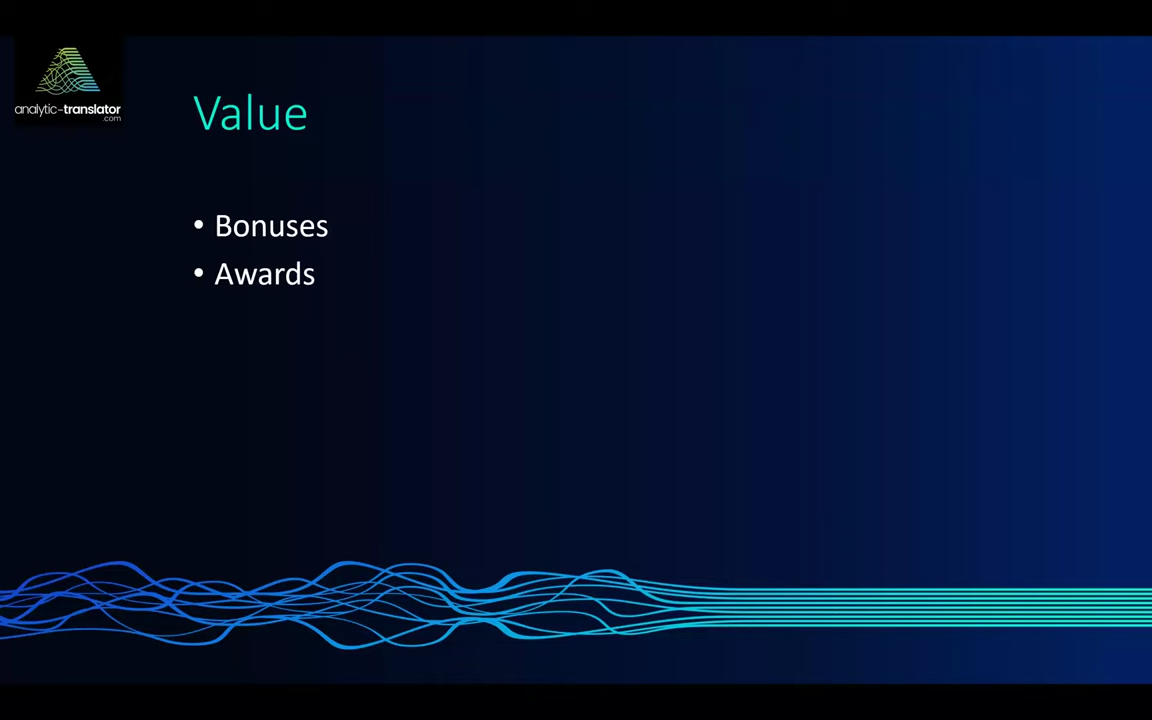 analytic-translator
.com
Value
• Bonuses
• Awards